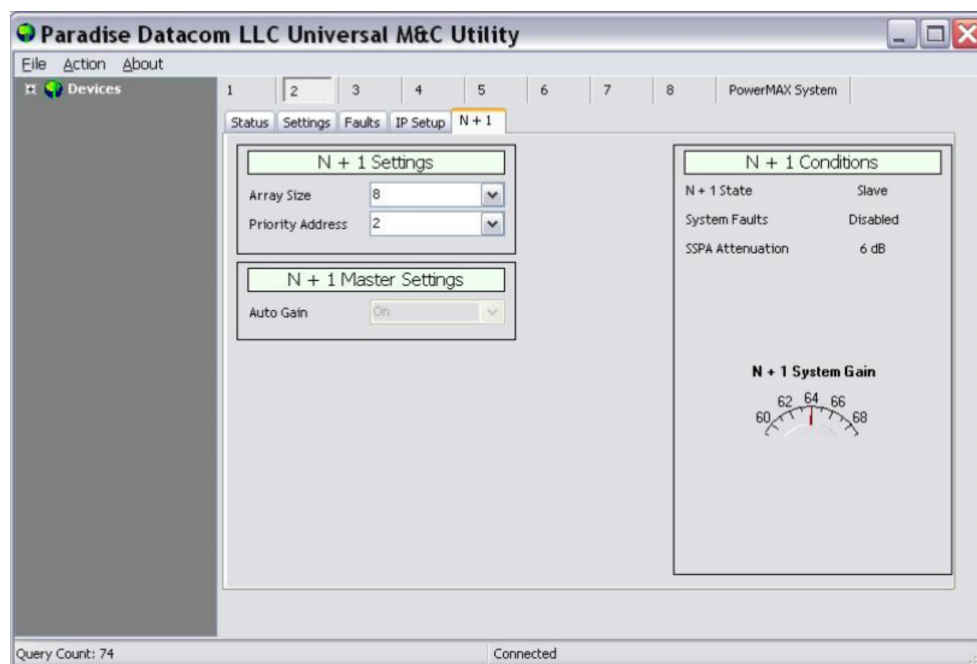 Paradise Datacom LLC Universal M&C Utility
File Action About
Devices
1 2 3 4 5 6 7 8 PowerMAX System
Status Settings Faults IP Setup N + 1
N + 1 Settings
Array Size 8
Priority Address 2
N + 1 Master Settings
Auto Gain On
N + 1 Conditions
N + 1 State Slave
System Faults Disabled
SSPA Attenuation 6 dB
N + 1 System Gain
60 62 64 66 68
Query Count: 74 Connected